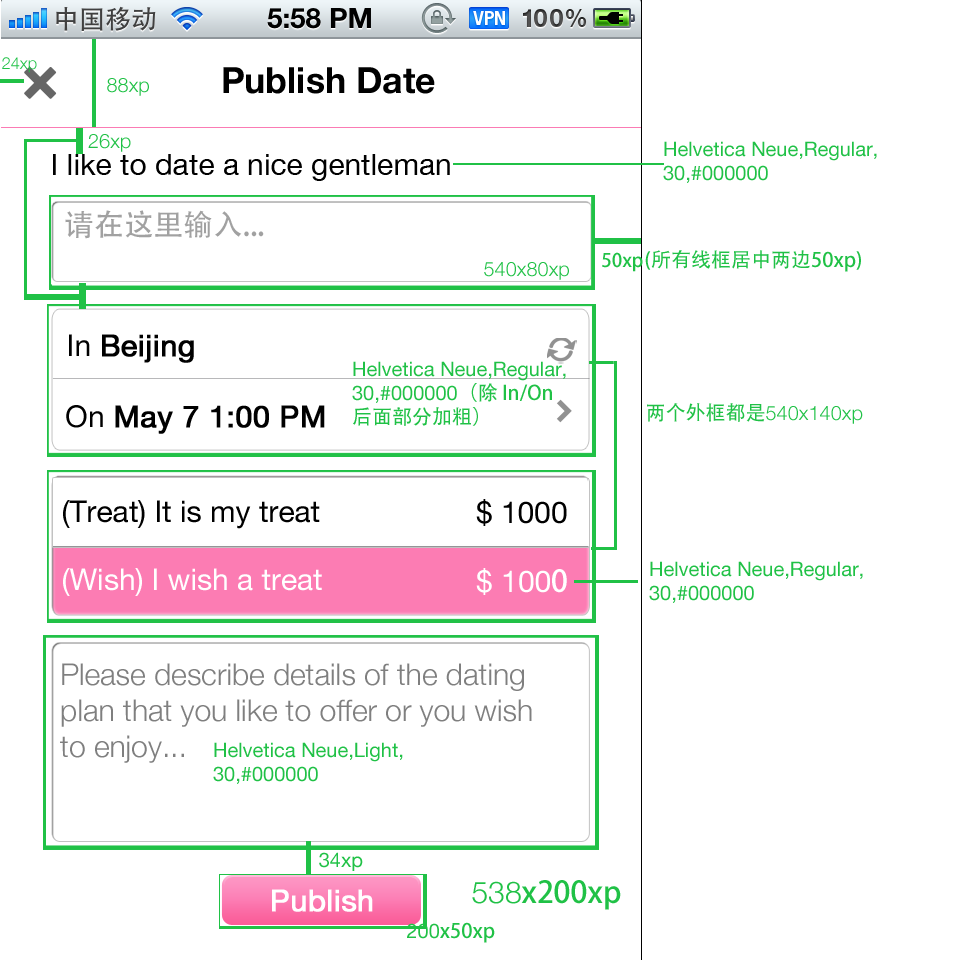 中国移动 5:58 PM VPN 100%
24xp
88xp
Publish Date
26xp
I like to date a nice gentleman
Helvetica Neue,Regular,
30,#000000
请在这里输入...
540x80xp
50xp(所有线框居中两边50xp)
In Beijing
Helvetica Neue,Regular,
30,#000000（除 In/On
后面部分加粗）
On May 7 1:00 PM
两个外框都是540x140xp
(Treat) It is my treat $ 1000
(Wish) I wish a treat $ 1000
Helvetica Neue,Regular,
30,#000000
Please describe details of the dating
plan that you like to offer or you wish
to enjoy...
Helvetica Neue,Light,
30,#000000
34xp
538x200xp
Publish
200x50xp